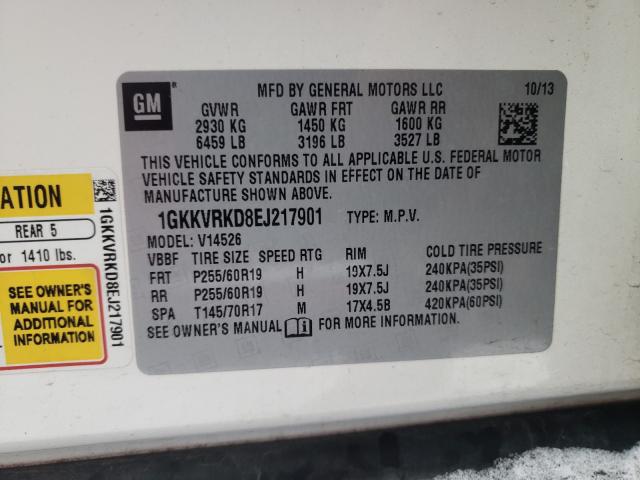 GM
MFD BY GENERAL MOTORS LLC 10/13
GVWR GAWR FRT GAWR RR
2930 KG 1450 KG 1600 KG
6459 LB 3196 LB 3527 LB
THIS VEHICLE CONFORMS TO ALL APPLICABLE U.S. FEDERAL MOTOR
VEHICLE SAFETY STANDARDS IN EFFECT ON THE DATE OF
MANUFACTURE SHOWN ABOVE.
1GKKVRKD8EJ217901 TYPE: M.P.V.
MODEL: V14526
VBBF TIRE SIZE SPEED RTG RIM COLD TIRE PRESSURE
FRT P255/60R19 H 19X7.5J 240KPA(35PSI)
RR P255/60R19 H 19X7.5J 240KPA(35PSI)
SPA T145/70R17 M 17X4.5B 420KPA(60PSI)
SEE OWNER'S MANUAL FOR MORE INFORMATION.
ATION
REAR 5
or 1410 lbs.
SEE OWNER'S
MANUAL FOR
ADDITIONAL
INFORMATION
1GKKVRKD8EJ217901